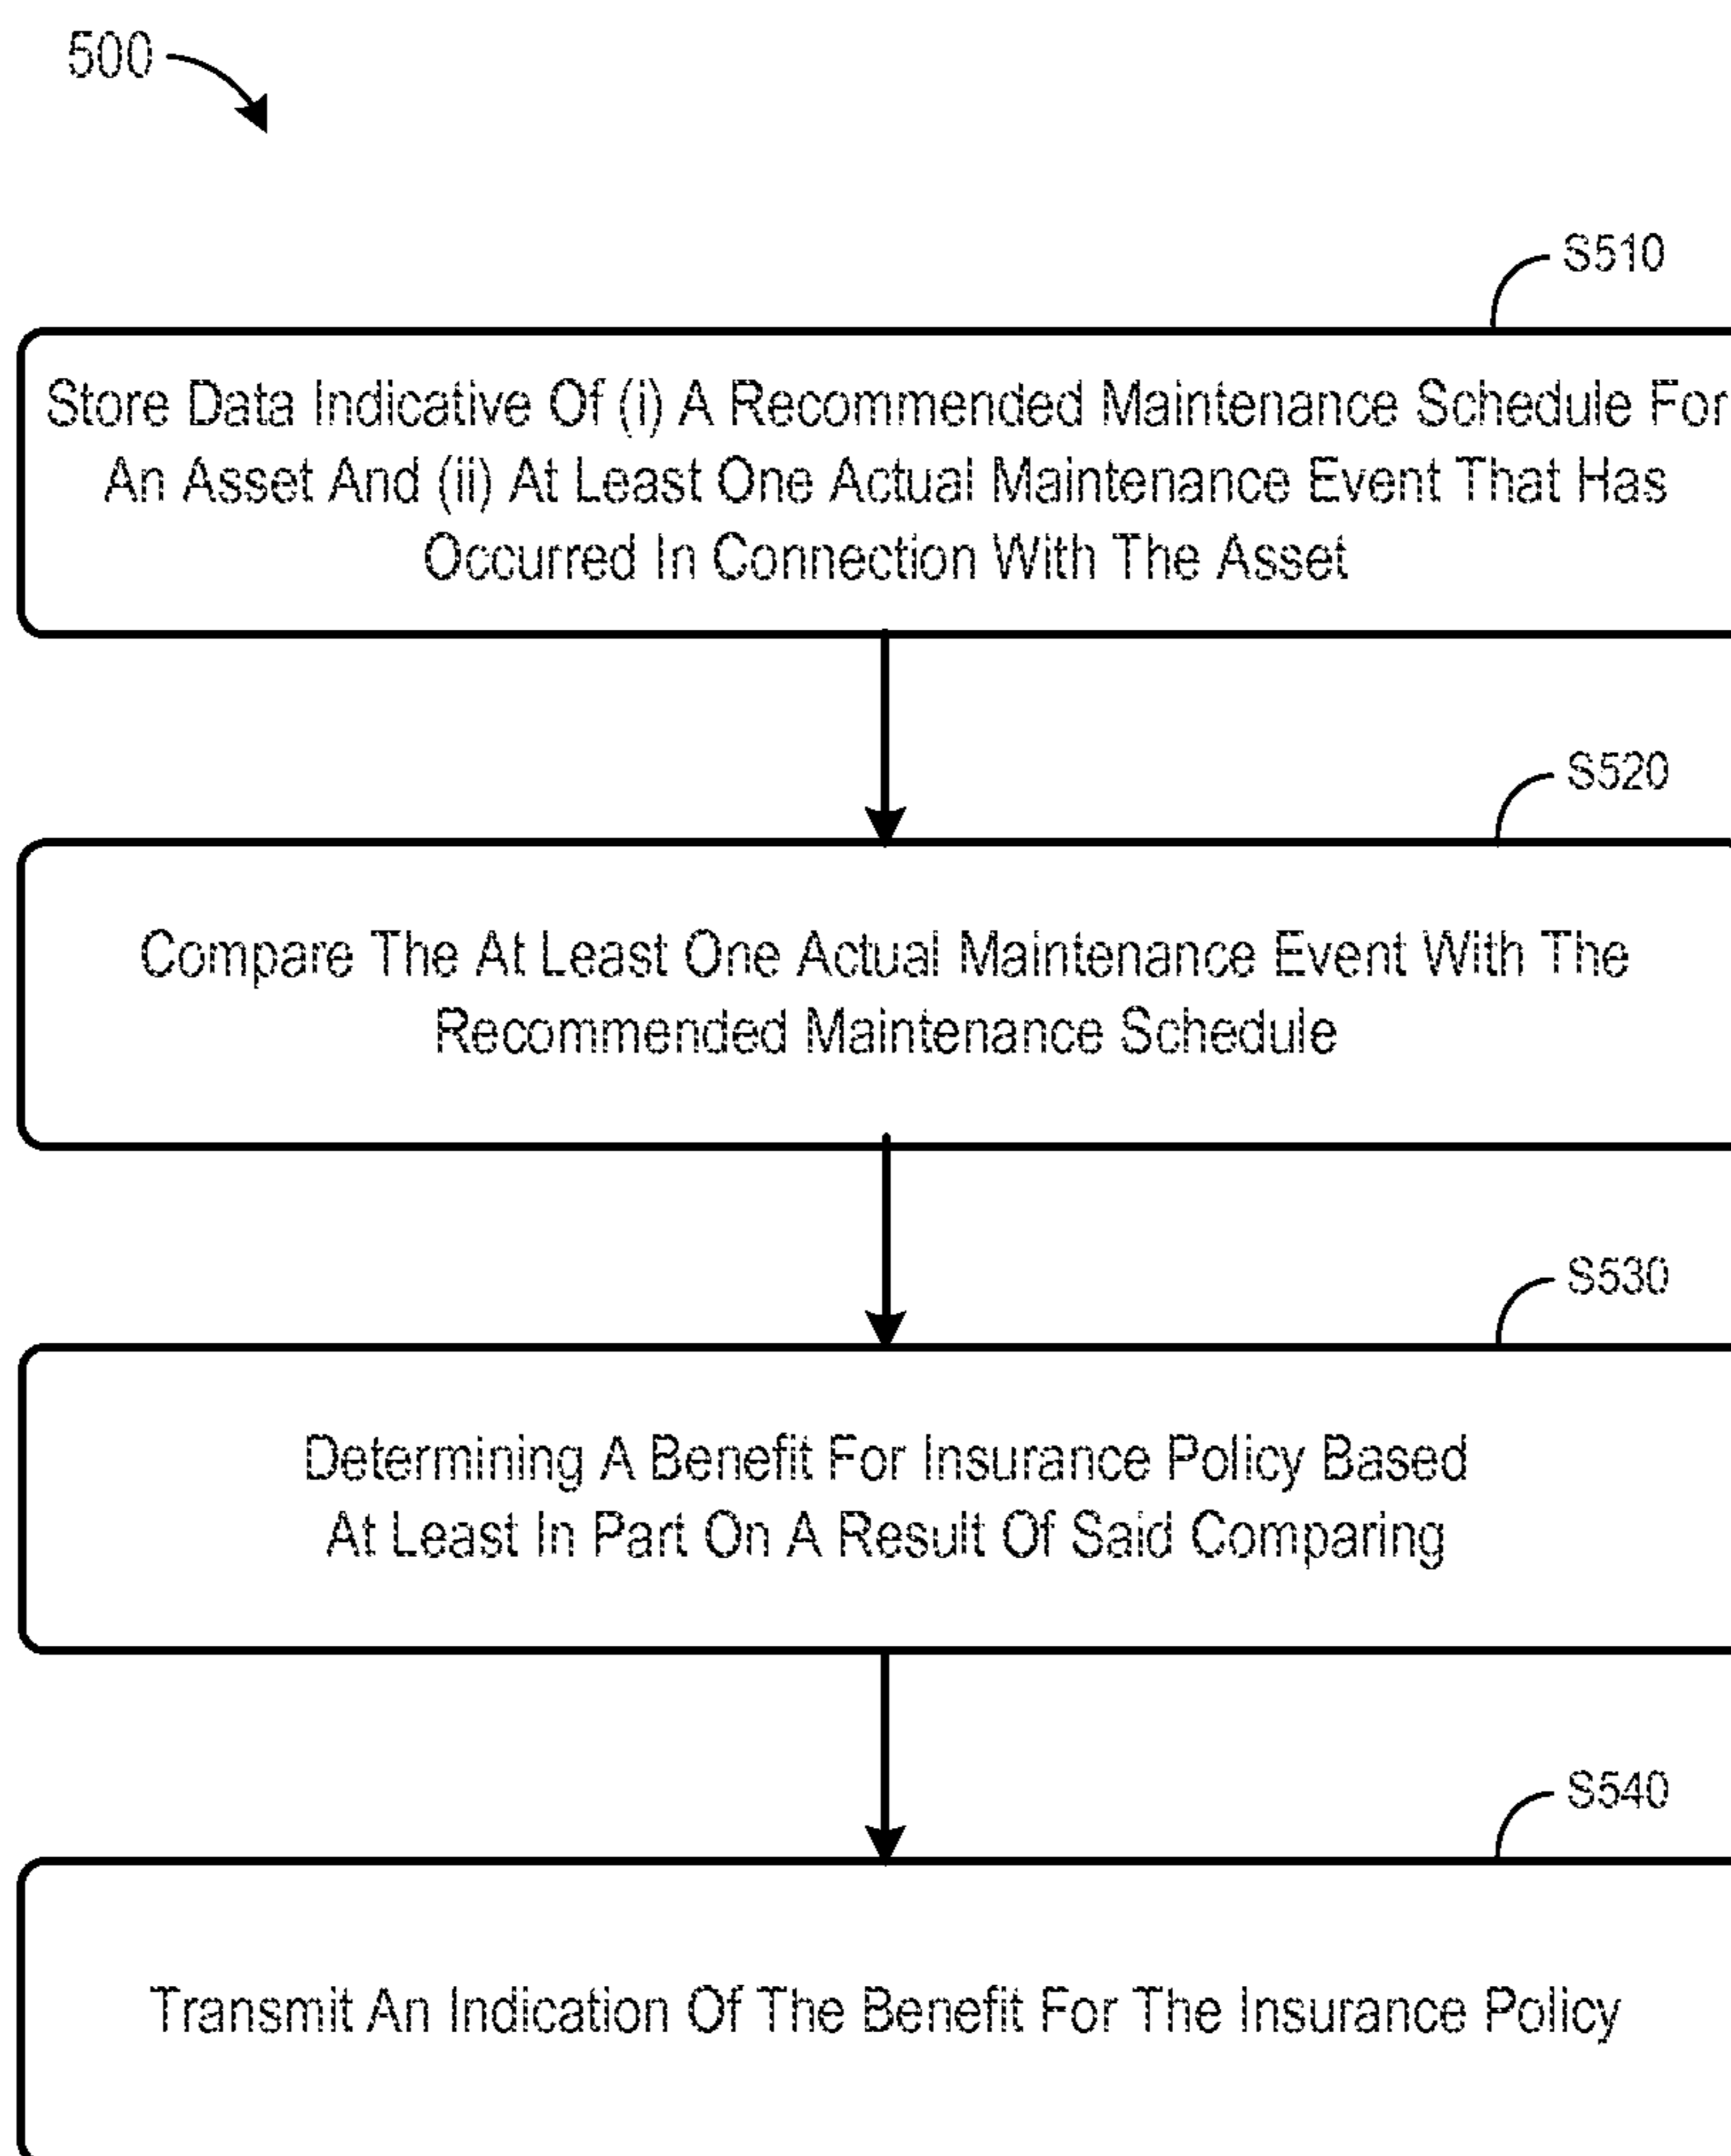 500
S510
Store Data Indicative Of (i) A Recommended Maintenance Schedule For
An Asset And (ii) At Least One Actual Maintenance Event That Has
Occurred In Connection With The Asset
S520
Compare The At Least One Actual Maintenance Event With The
Recommended Maintenance Schedule
S530
Determining A Benefit For Insurance Policy Based
At Least In Part On A Result Of Said Comparing
S540
Transmit An Indication Of The Benefit For The Insurance Policy